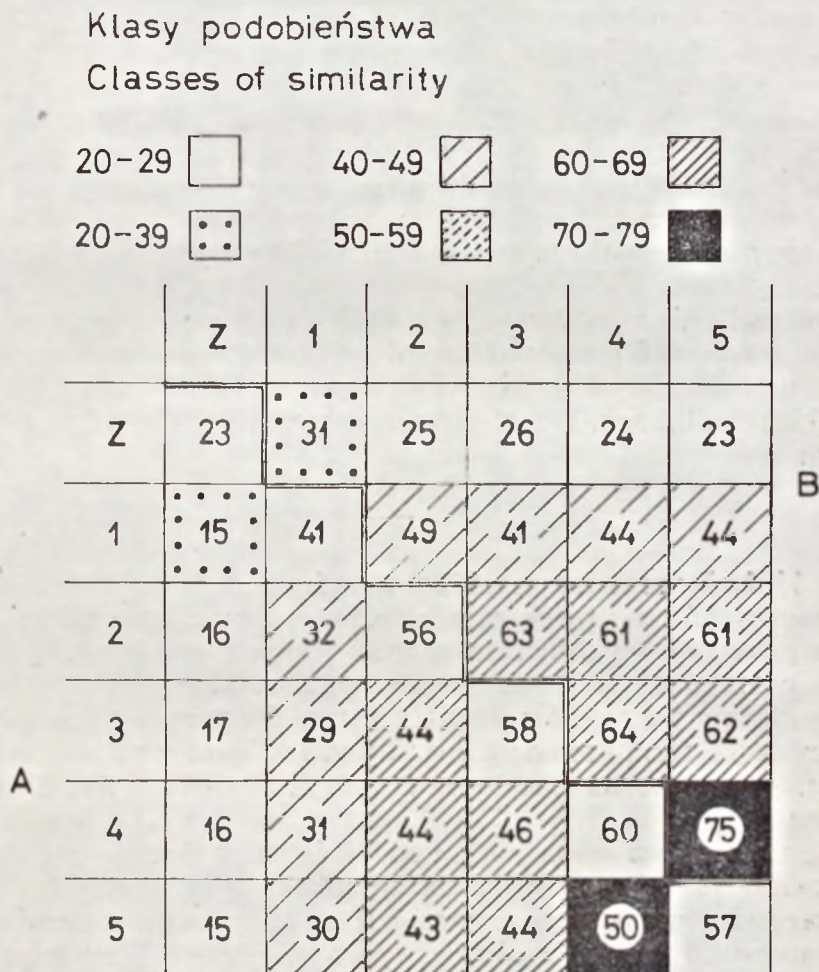 Klasy podobieństwa
Classes of similarity
20-29 40-49 60-69
20-39 50-59 70-79
Z 1 2 3 4 5
Z 23 31 25 26 24 23
B
1 15 41 49 41 44 44
2 16 32 56 63 61 61
3 17 29 44 58 64 62
A
4 16 31 44 46 60 75
5 15 30 43 44 50 57